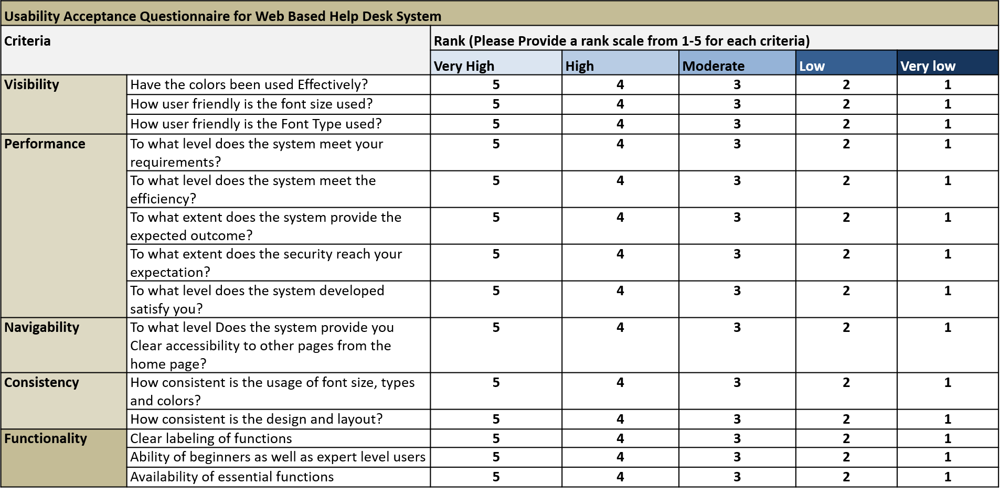 Usability Acceptance Questionnaire for Web Based Help Desk System
Criteria
Rank (Please Provide a rank scale from 1-5 for each criteria)
Very High High Moderate Low Very low
Visibility Have the colors been used Effectively? 5 4 3 2 1
How user friendly is the font size used? 5 4 3 2 1
How user friendly is the Font Type used? 5 4 3 2 1
Performance To what level does the system meet your 5 4 3 2 1
requirements?
To what level does the system meet the 5 4 3 2 1
efficiency?
To what extent does the system provide the 5 4 3 2 1
expected outcome?
To what extent does the security reach your 5 4 3 2 1
expectation?
To what level does the system developed 5 4 3 2 1
satisfy you?
Navigability To what level Does the system provide you 5 4 3 2 1
Clear accessibility to other pages from the
home page?
Consistency How consistent is the usage of font size, types 5 4 3 2 1
and colors?
How consistent is the design and layout? 5 4 3 2 1
Functionality Clear labeling of functions 5 4 3 2 1
Ability of beginners as well as expert level users 5 4 3 2 1
Availability of essential functions 5 4 3 2 1